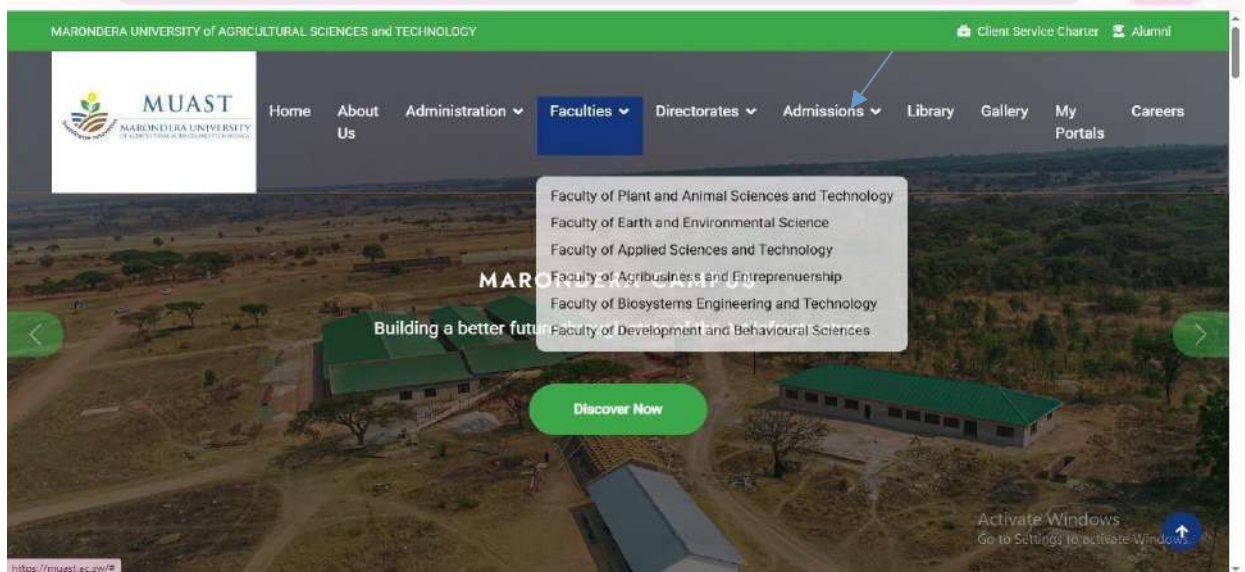 MARONDERA UNIVERSITY of AGRICULTURAL SCIENCES and TECHNOLOGY
Client Service Charter
Alumni
MUAST
MARONDERA UNIVERSITY
Home
About Us
Administration
Faculties
Directorates
Admissions
Library
Gallery
My Portals
Careers
Faculty of Plant and Animal Sciences and Technology
Faculty of Earth and Environmental Science
Faculty of Applied Sciences and Technology
Faculty of Agribusiness and Entreprenuership
Faculty of Biosystems Engineering and Technology
Faculty of Development and Behavioural Sciences
MARONDERA CAMPUS
Building a better future
Discover Now
Activate Windows
Go to Settings to activate Windows.
https://muast.ac.zw/#